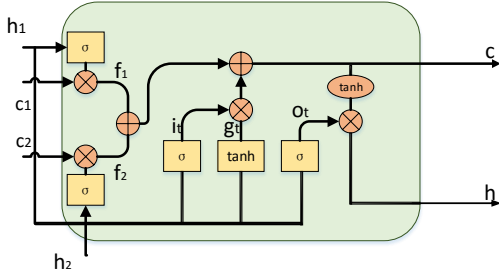 h1
σ
f1
c
tanh
c1
it
ot
c2
gt
σ
tanh
σ
σ
f2
h
h2